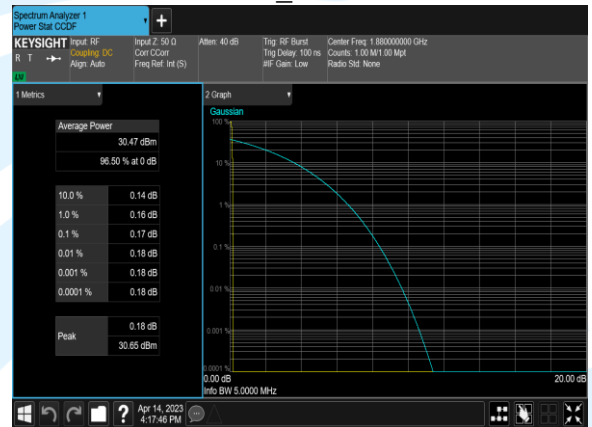 Spectrum Analyzer 1
Power Stat CCDF
+
KEYSIGHT
R T
LU
Input: RF
Coupling: DC
Align: Auto
Input Z: 50 Ω
Corr CCorr
Freq Ref: Int (S)
Atten: 40 dB
Trig: RF Burst
Trig Delay: 100 ns
#IF Gain: Low
Center Freq: 1.880000000 GHz
Counts: 1.00 M/1.00 Mpt
Radio Std: None
1 Metrics
Average Power
30.47 dBm
96.50 % at 0 dB
10.0 % 0.14 dB
1.0 % 0.16 dB
0.1 % 0.17 dB
0.01 % 0.18 dB
0.001 % 0.18 dB
0.0001 % 0.18 dB
Peak
0.18 dB
30.65 dBm
2 Graph
Gaussian
100 %
10 %
1 %
0.1 %
0.01 %
0.001 %
0.0001 %
0.00 dB 20.00 dB
Info BW 5.0000 MHz
?
Apr 14, 2023
4:17:46 PM